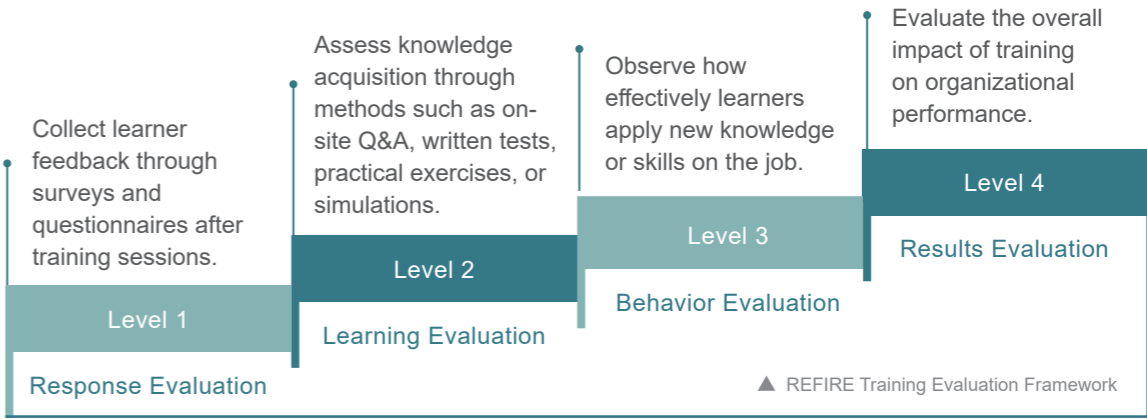 Collect learner
feedback through
surveys and
questionnaires after
training sessions.
Level 1
Response Evaluation
Assess knowledge
acquisition through
methods such as on-
site Q&A, written tests,
practical exercises, or
simulations.
Level 2
Learning Evaluation
Observe how
effectively learners
apply new knowledge
or skills on the job.
Level 3
Behavior Evaluation
Evaluate the overall
impact of training
on organizational
performance.
Level 4
Results Evaluation
▲ REFIRE Training Evaluation Framework